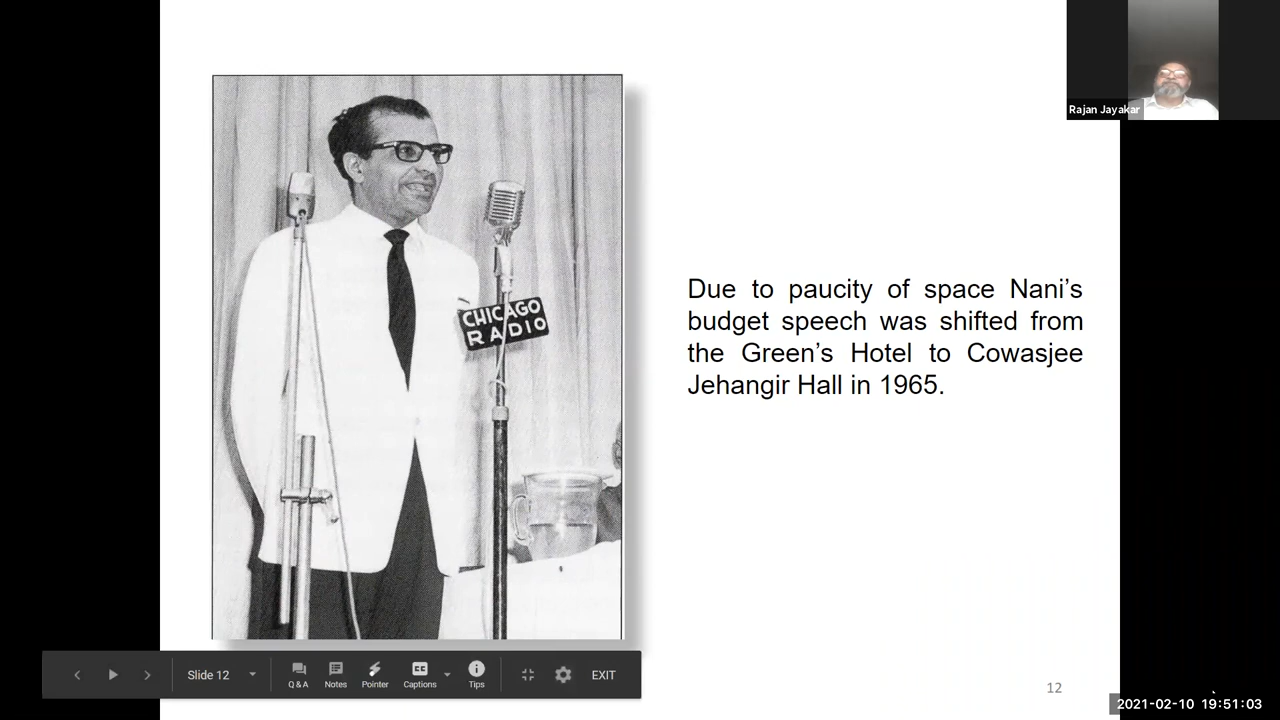 Rajan Jayakar
CHICAGO
RADIO
Due to paucity of space Nani’s
budget speech was shifted from
the Green’s Hotel to Cowasjee
Jehangir Hall in 1965.
Slide 12
Q & A
Notes
Pointer
CC
Captions
Tips
EXIT
12
2021-02-10 19:51:03